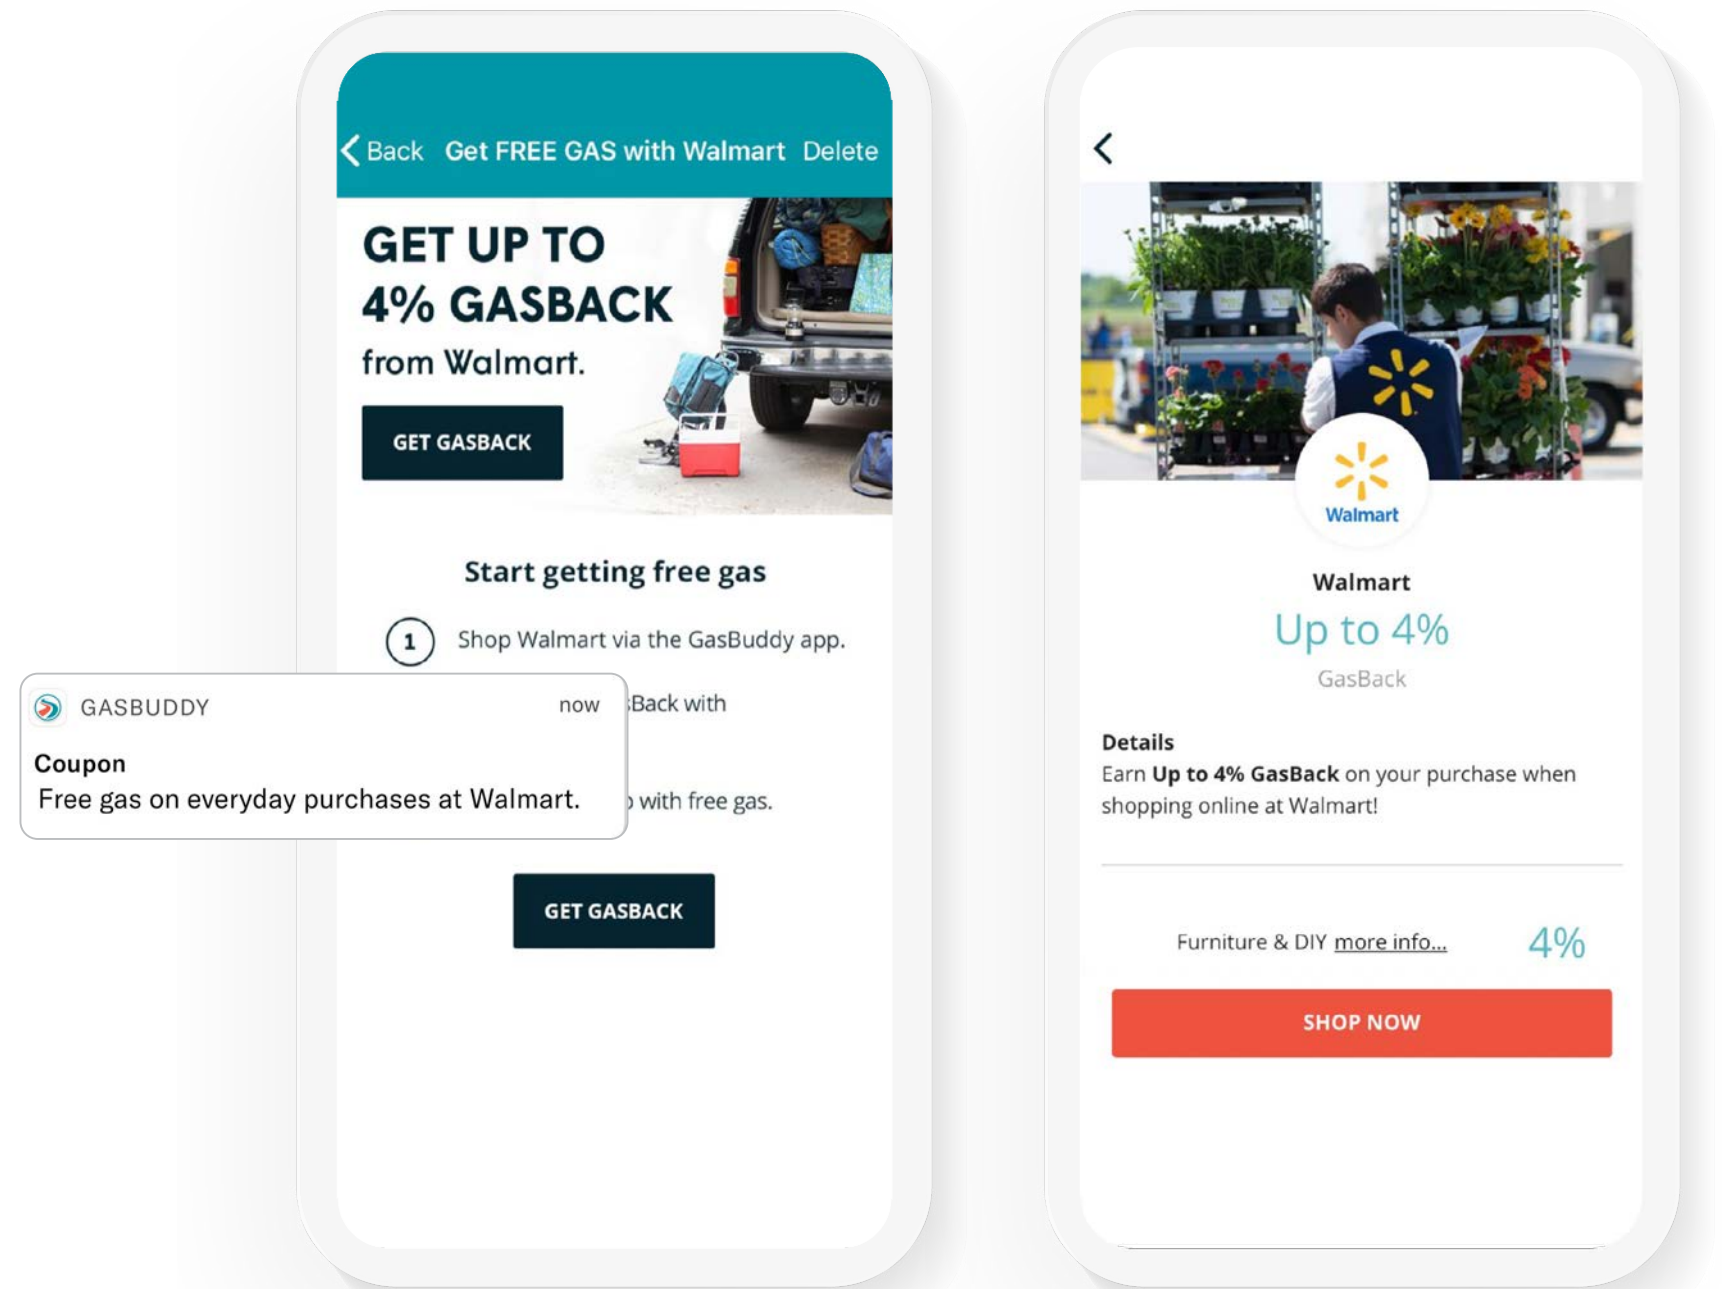 Back Get FREE GAS with Walmart Delete
GET UP TO
4% GASBACK
from Walmart.
GET GASBACK
Start getting free gas
1 Shop Walmart via the GasBuddy app.
Back with
with free gas.
GET GASBACK
GASBUDDY now
Coupon
Free gas on everyday purchases at Walmart.
Walmart
Walmart
Up to 4%
GasBack
Details
Earn Up to 4% GasBack on your purchase when
shopping online at Walmart!
Furniture & DIY more info... 4%
SHOP NOW